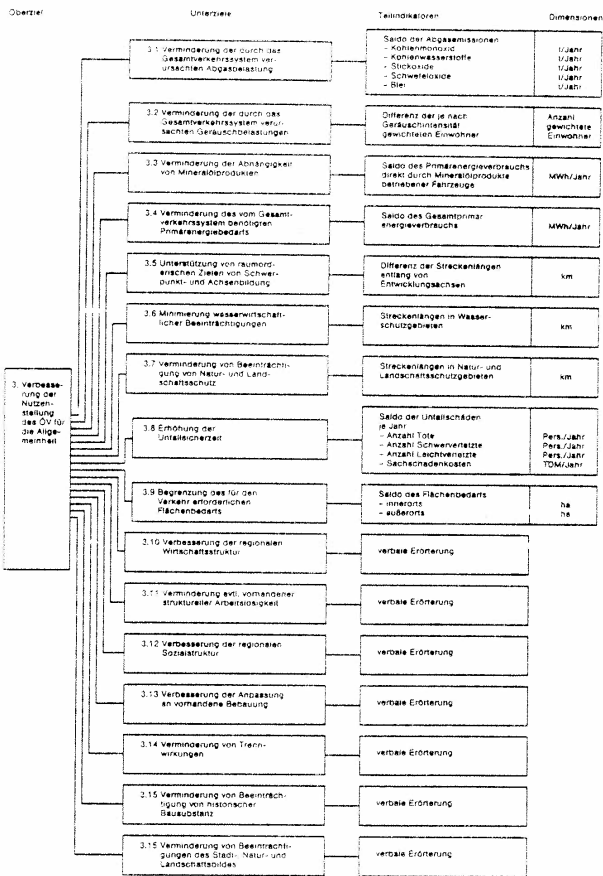 Oberziel Unterziele Teilindikatoren Dimensionen
3. Verbesse-
rung der
Nutzen-
stellung
des ÖV für
die Allge-
meinheit
3.1 Verminderung der durch das
Gesamtverkehrssystem ver-
ursachten Abgasbelastung
Saldo der Abgasemissionen
- Kohlenmonoxid t/Jahr
- Kohlenwasserstoffe t/Jahr
- Stickoxide t/Jahr
- Schwefeloxide t/Jahr
- Blei t/Jahr
3.2 Verminderung der durch das
Gesamtverkehrssystem verur-
sachten Geräuschbelastungen
Differenz der je nach
Geräuschintensität
gewichteten Einwohner
Anzahl
gewichtete
Einwohner
3.3 Verminderung der Abhängigkeit
von Mineralölprodukten
Saldo des Primärenergieverbrauchs
direkt durch Mineralölprodukte
betriebener Fahrzeuge
MWh/Jahr
3.4 Verminderung des vom Gesamt-
verkehrssystem benötigten
Primärenergiebedarfs
Saldo des Gesamtprimär
energieverbrauchs
MWh/Jahr
3.5 Unterstützung von raumord-
nerischen Zielen von Schwer-
punkt- und Achsenbildung
Differenz der Streckenlängen
entlang von
Entwicklungsachsen
km
3.6 Minimierung wasserwirtschaft-
licher Beeinträchtigungen
Streckenlängen in Wasser-
schutzgebieten
km
3.7 Verminderung von Beeinträchti-
gung von Natur- und Land-
schaftsschutz
Streckenlängen in Natur- und
Landschaftsschutzgebieten
km
3.8 Erhöhung der
Unfallsicherheit
Saldo der Unfallschäden
je Jahr
- Anzahl Tote Pers./Jahr
- Anzahl Schwerverletzte Pers./Jahr
- Anzahl Leichtverletzte Pers./Jahr
- Sachschadenkosten TDM/Jahr
3.9 Begrenzung des für den
Verkehr erforderlichen
Flächenbedarfs
Saldo des Flächenbedarfs
- innerorts ha
- außerorts ha
3.10 Verbesserung der regionalen
Wirtschaftsstruktur
verbale Erörterung
3.11 Verminderung evtl. vorhandener
struktureller Arbeitslosigkeit
verbale Erörterung
3.12 Verbesserung der regionalen
Sozialstruktur
verbale Erörterung
3.13 Verbesserung der Anpassung
an vorhandene Bebauung
verbale Erörterung
3.14 Verminderung von Trenn-
wirkungen
verbale Erörterung
3.15 Verminderung von Beeinträch-
tigung von historischer
Bausubstanz
verbale Erörterung
3.15 Verminderung von Beeinträchti-
gungen des Stadt-, Natur- und
Landschaftsbildes
verbale Erörterung